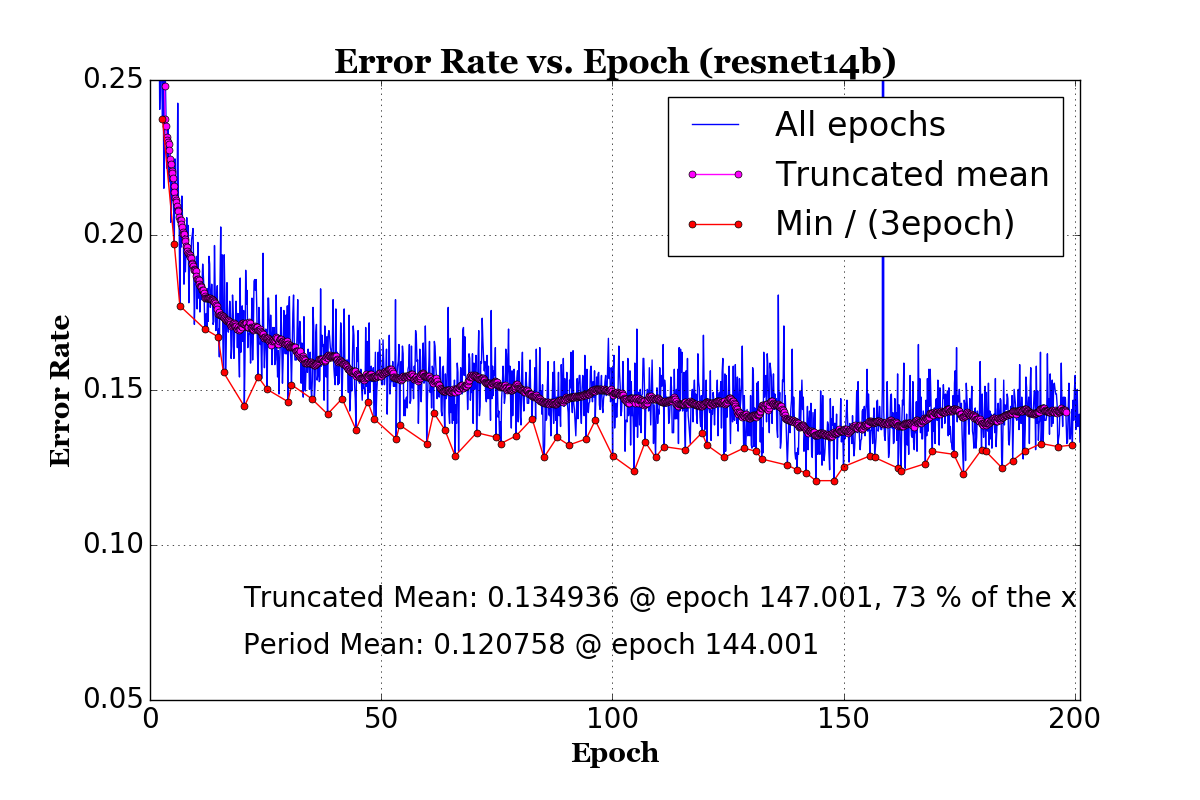 Error Rate vs. Epoch (resnet14b)
0.25
All epochs
Truncated mean
0.20
Min / (3epoch)
Error Rate
0.15
0.10
Truncated Mean: 0.134936 @ epoch 147.001, 73 % of the x
Period Mean: 0.120758 @ epoch 144.001
0.05
0 50 100 150 200
Epoch